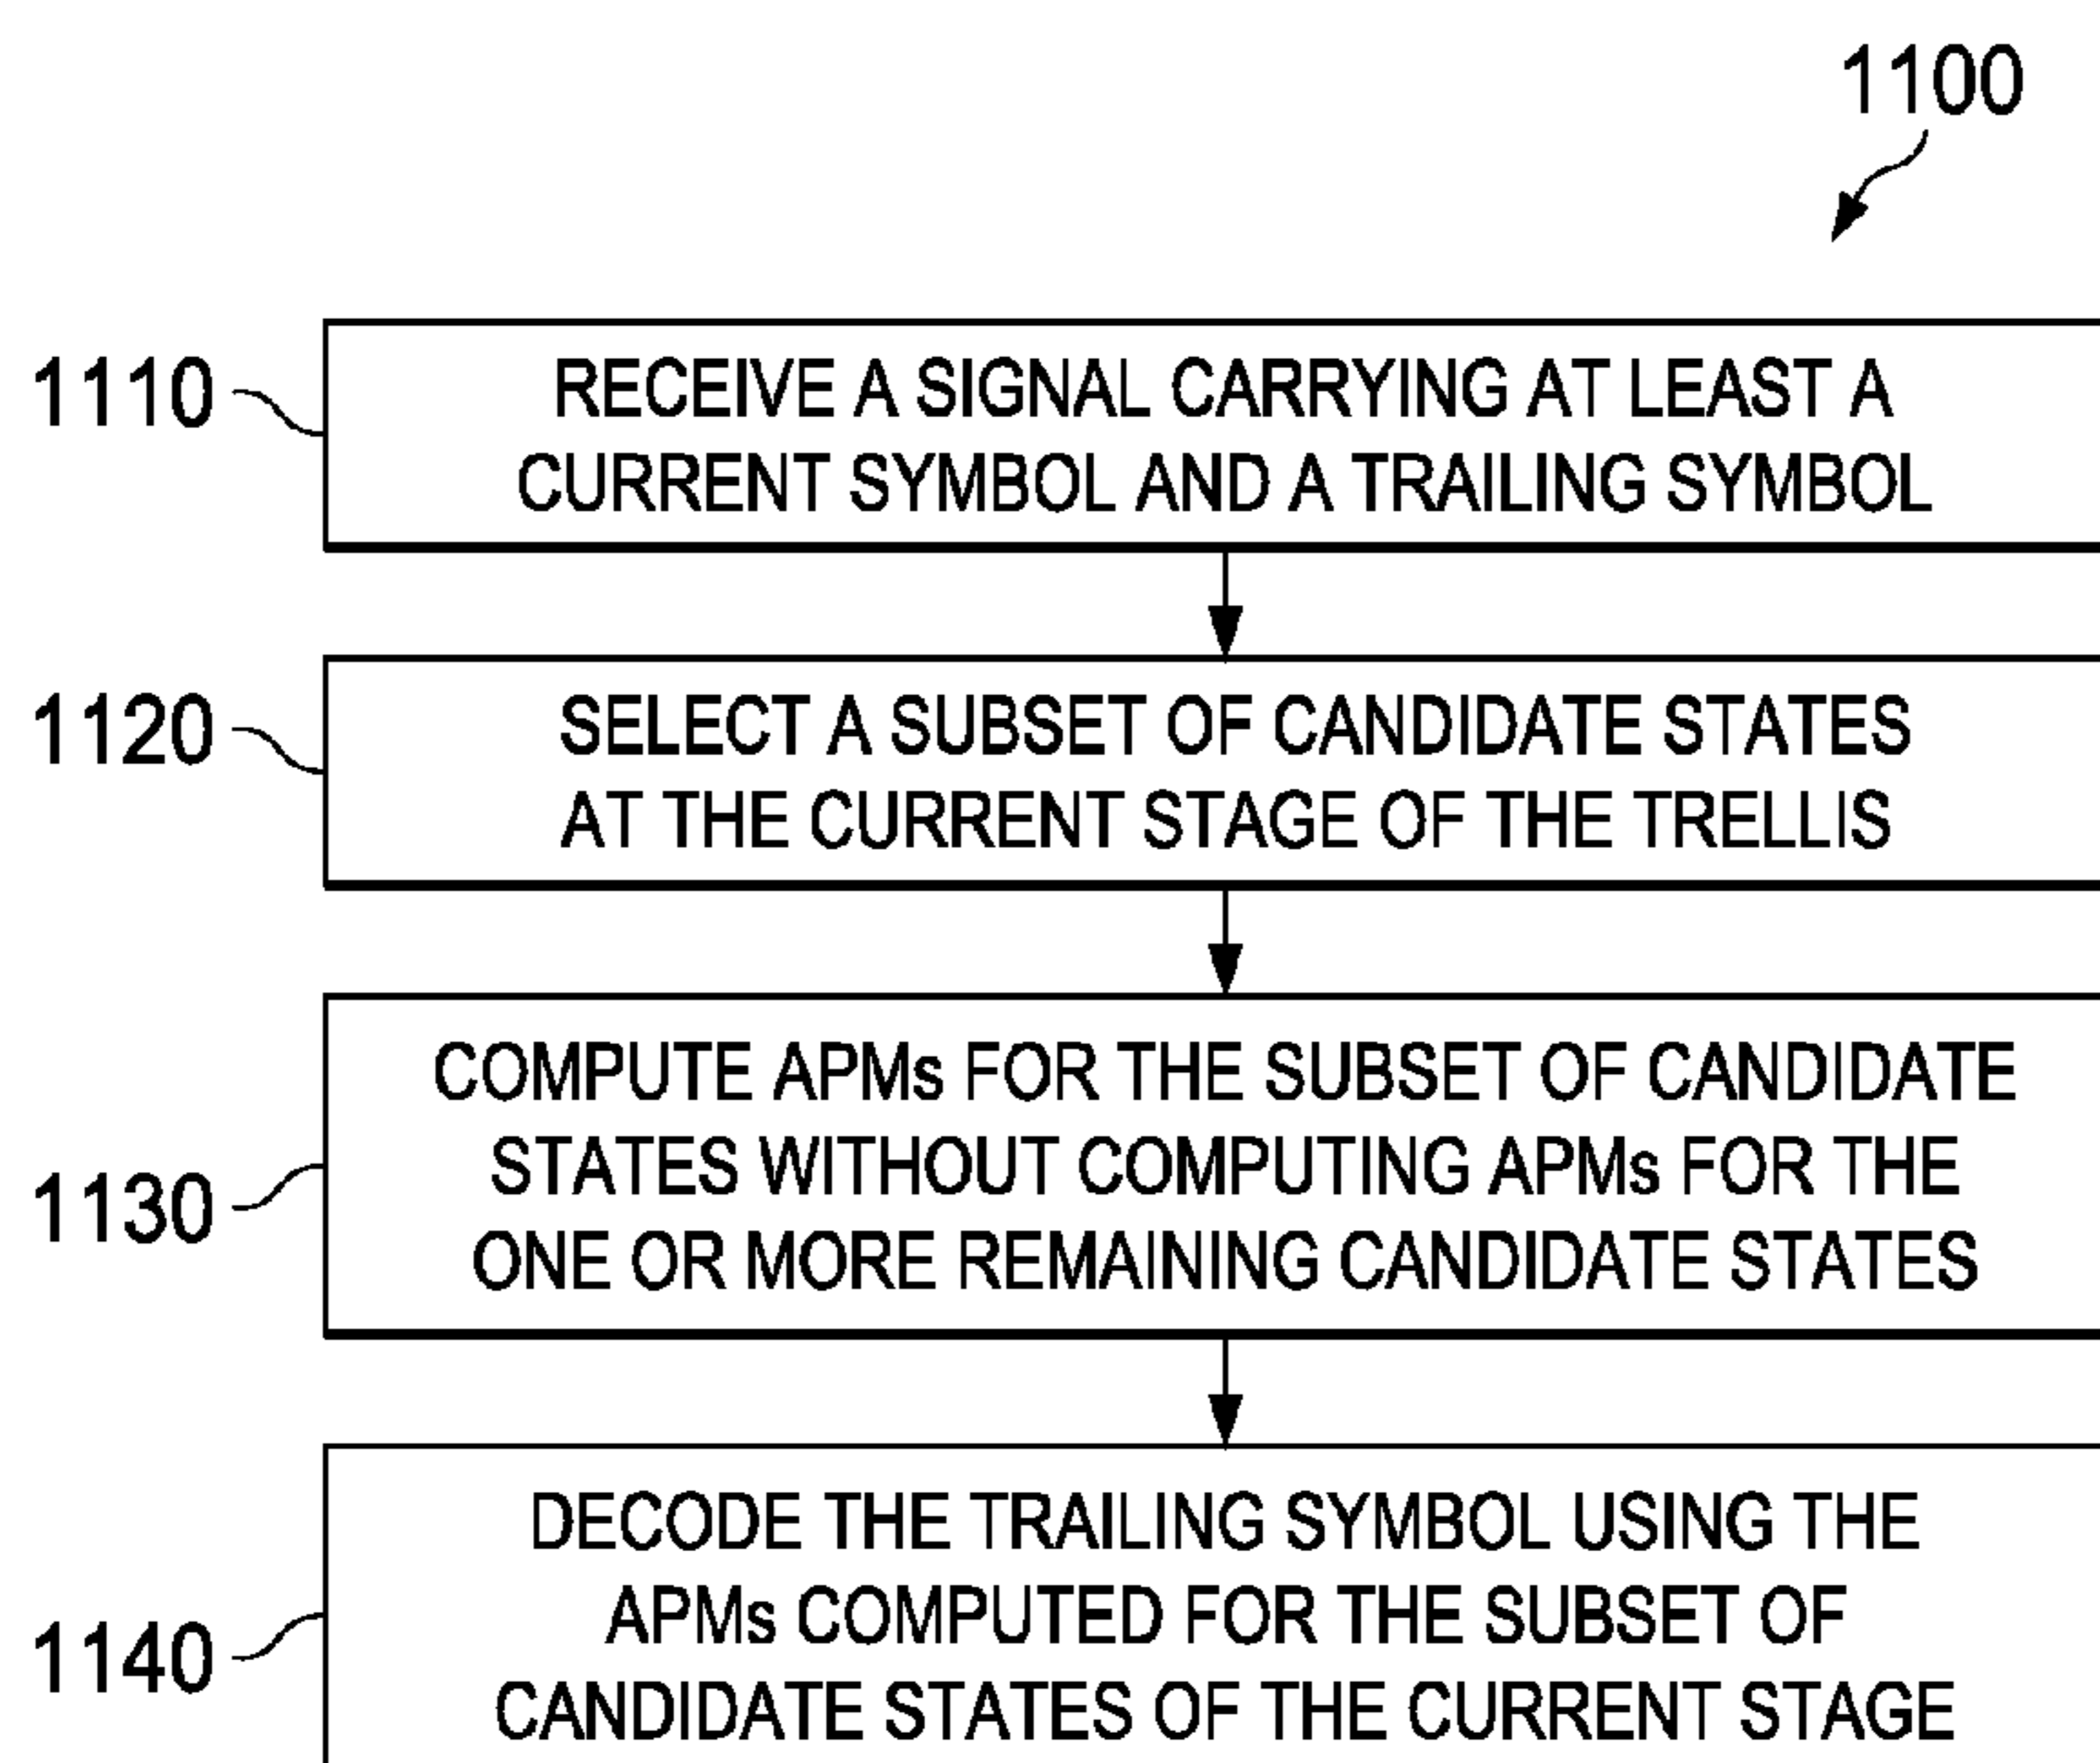 1100
1110
RECEIVE A SIGNAL CARRYING AT LEAST A
CURRENT SYMBOL AND A TRAILING SYMBOL
1120
SELECT A SUBSET OF CANDIDATE STATES
AT THE CURRENT STAGE OF THE TRELLIS
1130
COMPUTE APMs FOR THE SUBSET OF CANDIDATE
STATES WITHOUT COMPUTING APMs FOR THE
ONE OR MORE REMAINING CANDIDATE STATES
1140
DECODE THE TRAILING SYMBOL USING THE
APMs COMPUTED FOR THE SUBSET OF
CANDIDATE STATES OF THE CURRENT STAGE